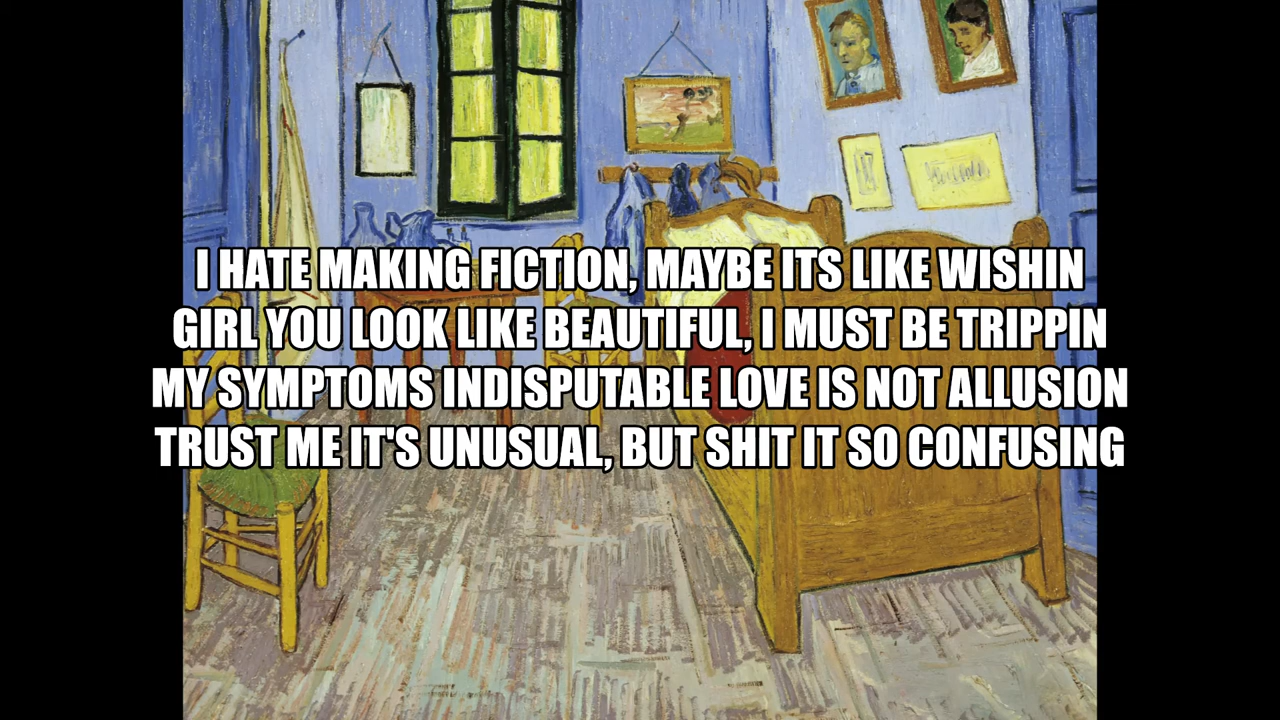 I HATE MAKING FICTION, MAYBE ITS LIKE WISHIN
GIRL YOU LOOK LIKE BEAUTIFUL, I MUST BE TRIPPIN
MY SYMPTOMS INDISPUTABLE LOVE IS NOT ALLUSION
TRUST ME IT'S UNUSUAL, BUT SHIT IT SO CONFUSING